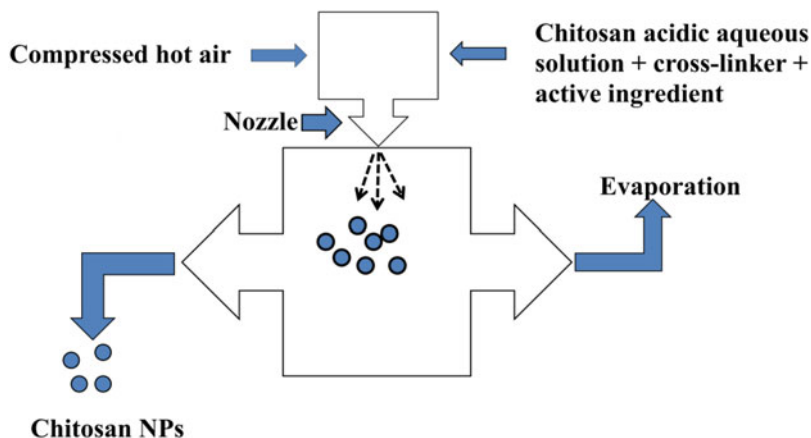 Compressed hot air
Chitosan acidic aqueous
solution + cross-linker +
active ingredient
Nozzle
Evaporation
Chitosan NPs